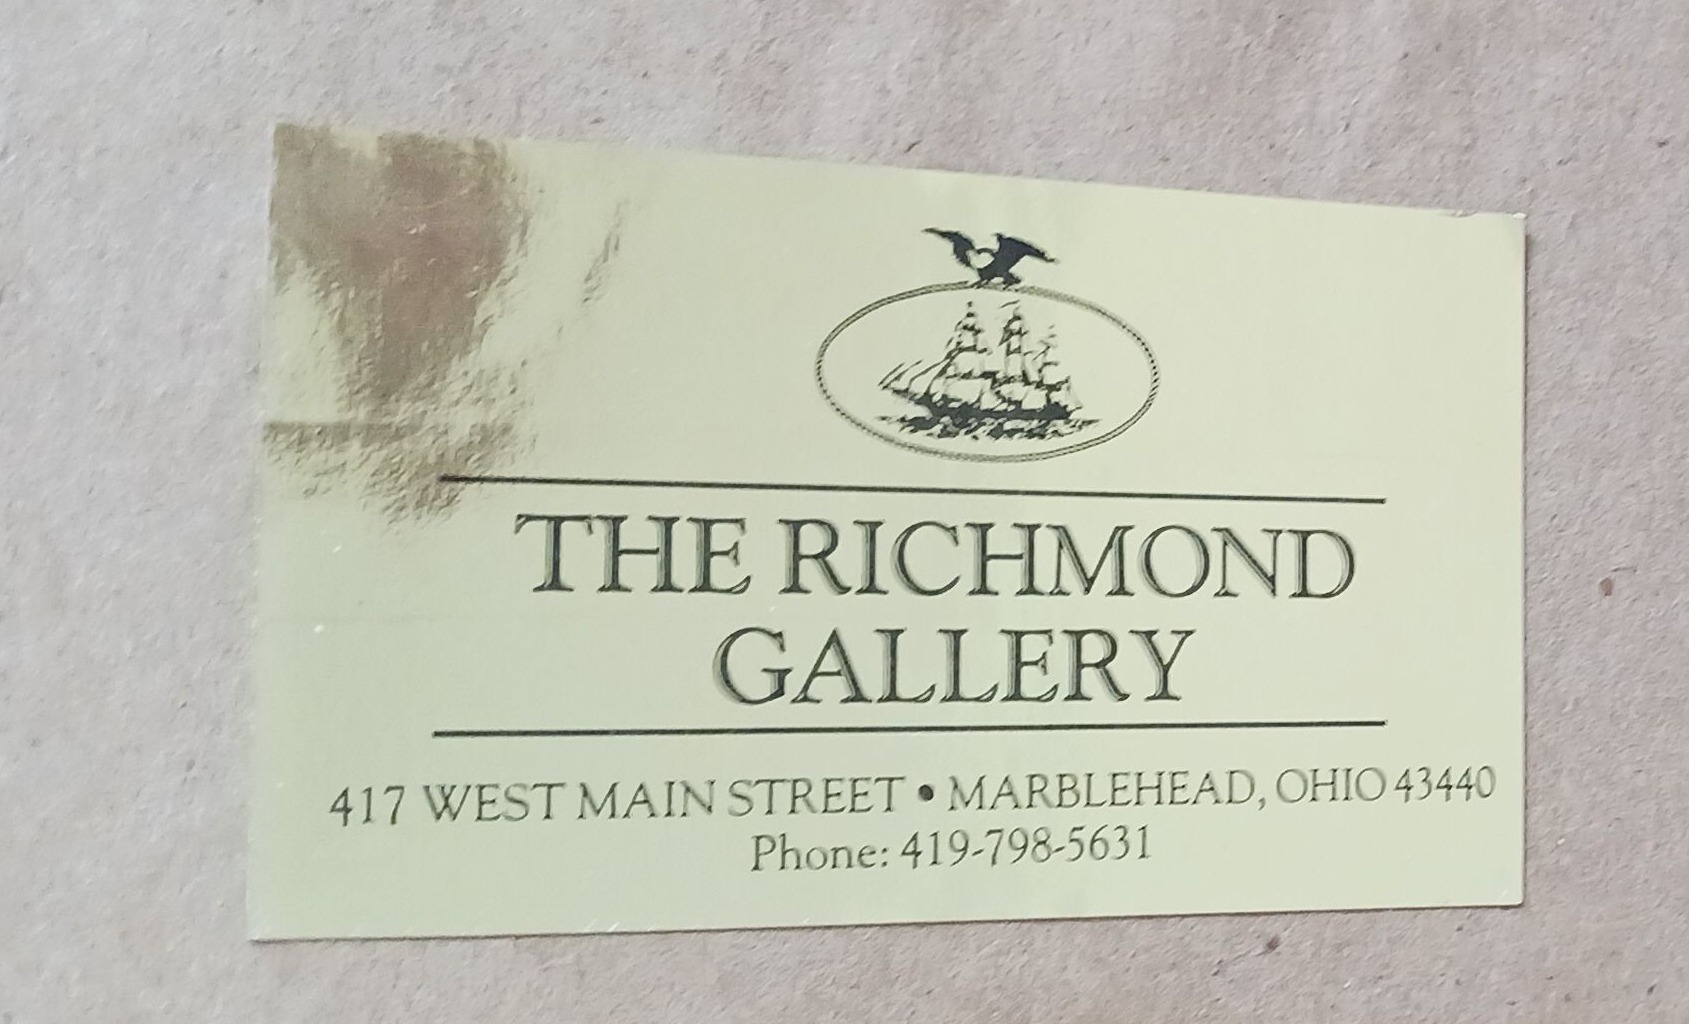 THE RICHMOND
GALLERY
417 WEST MAIN STREET • MARBLEHEAD, OHIO 43440
Phone: 419-798-5631